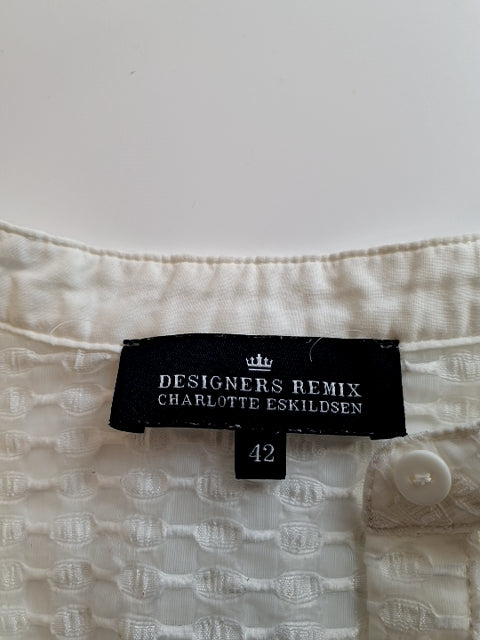 DESIGNERS REMIX
CHARLOTTE ESKILDSEN
42